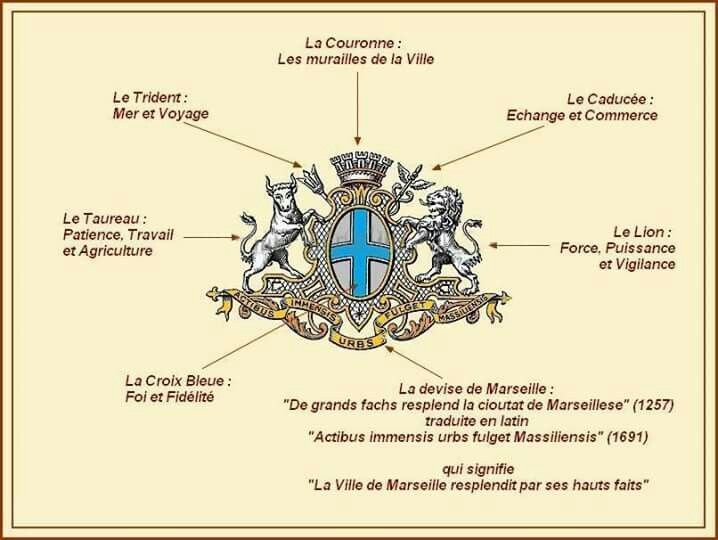 La Couronne :
Les murailles de la Ville
Le Trident :
Mer et Voyage
Le Caducée :
Echange et Commerce
Le Taureau :
Patience, Travail
et Agriculture
Le Lion :
Force, Puissance
et Vigilance
ACTIBUS IMMENSIS URBS FULGET MASSILIENSIS
La Croix Bleue :
Foi et Fidélité
La devise de Marseille :
"De grands fachs resplend la cioutat de Marseillese" (1257)
traduite en latin
"Actibus immensis urbs fulget Massiliensis" (1691)
qui signifie
"La Ville de Marseille resplendit par ses hauts faits"